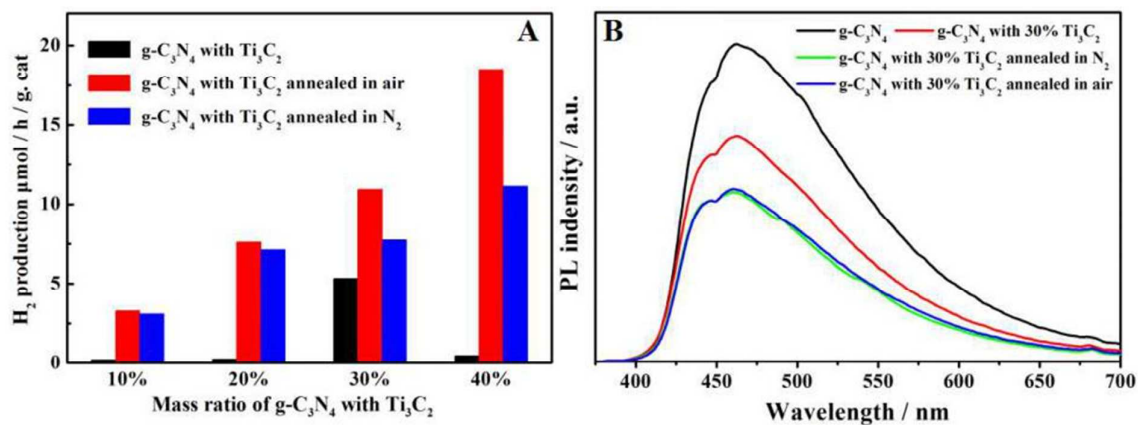 A
g-C₃N₄ with Ti₃C₂
g-C₃N₄ with Ti₃C₂ annealed in air
g-C₃N₄ with Ti₃C₂ annealed in N₂
H₂ production µmol / h / g. cat
20
15
10
5
0
10% 20% 30% 40%
Mass ratio of g-C₃N₄ with Ti₃C₂
B
g-C₃N₄ g-C₃N₄ with 30% Ti₃C₂
g-C₃N₄ with 30% Ti₃C₂ annealed in N₂
g-C₃N₄ with 30% Ti₃C₂ annealed in air
PL indensity / a.u.
400 450 500 550 600 650 700
Wavelength / nm